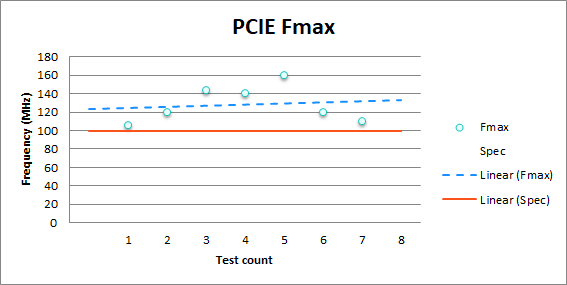 PCIE Fmax
Frequency (MHz)
180
160
140
120
100
80
60
40
20
0
1 2 3 4 5 6 7 8
Test count
Fmax
Spec
Linear (Fmax)
Linear (Spec)